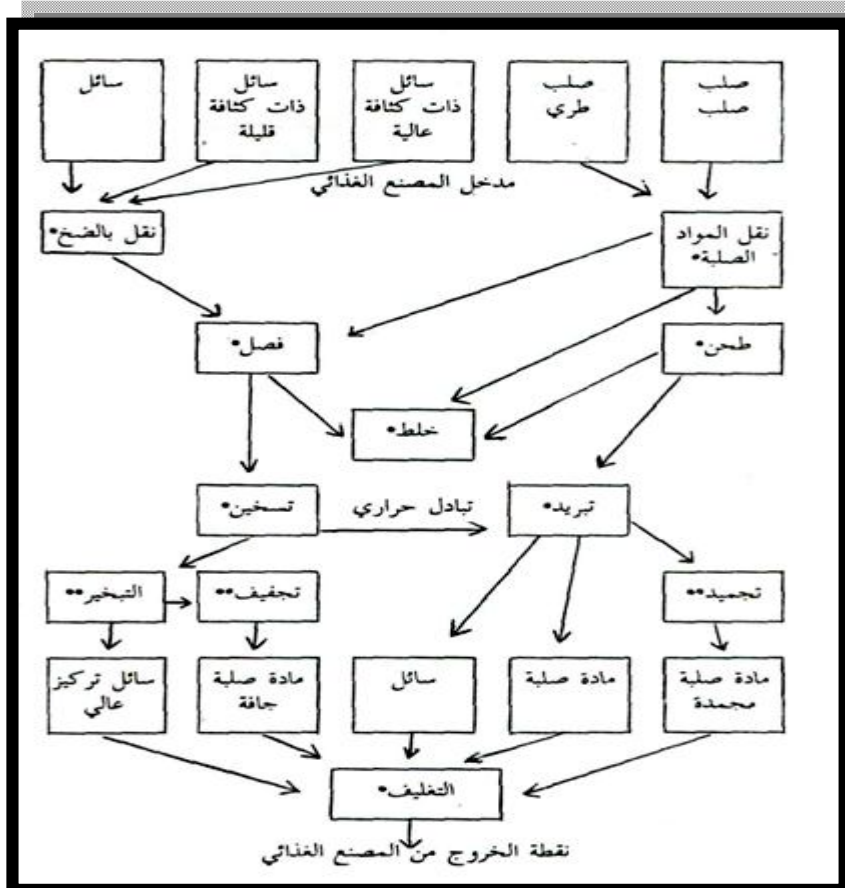 صلب
صلب
صلب
طري
سائل
ذات كثافة
عالية
سائل
ذات كثافة
قليلة
سائل
مدخل المصنع الغذائي
نقل المواد
الصلبة•
نقل بالضخ•
طحن•
فصل•
خلط•
تبريد•
تبادل حراري
تسخين•
تجميد••
تجفيف••
التبخير••
مادة صلبة
مجمدة
مادة صلبة
سائل
مادة صلبة
جافة
سائل تركيز
عالي
التغليف•
نقطة الخروج من المصنع الغذائي